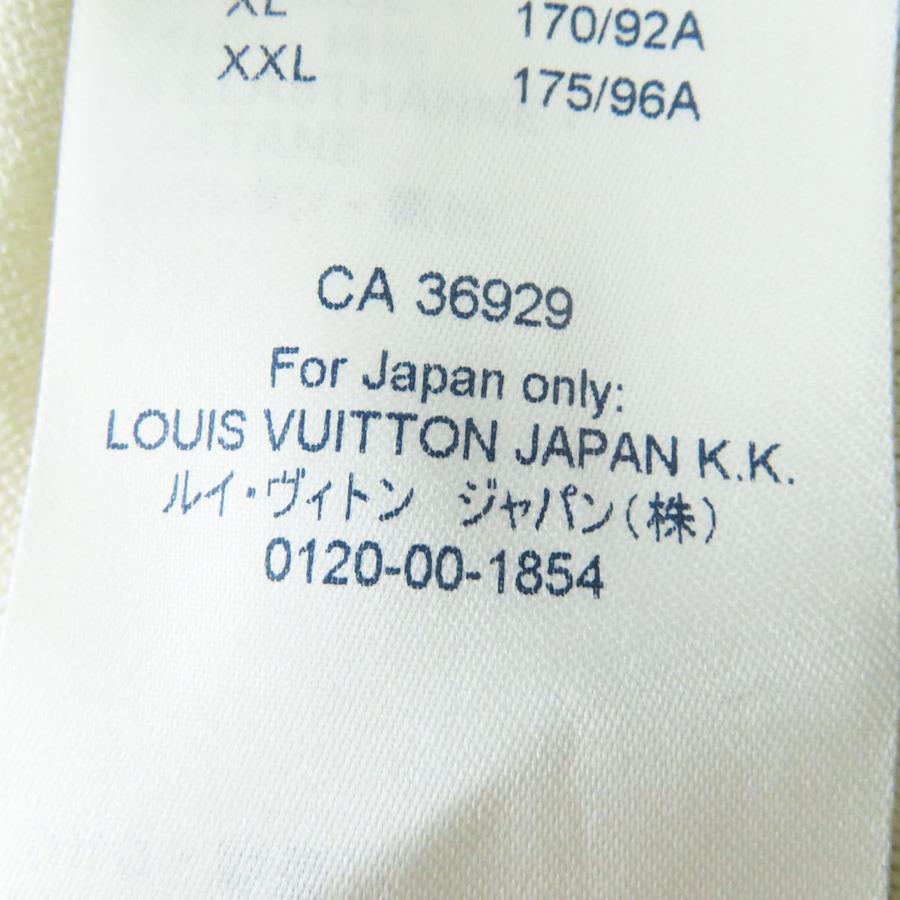 XL 170/92A
XXL 175/96A
CA 36929
For Japan only:
LOUIS VUITTON JAPAN K.K.
ルイ・ヴィトン ジャパン(株)
0120-00-1854